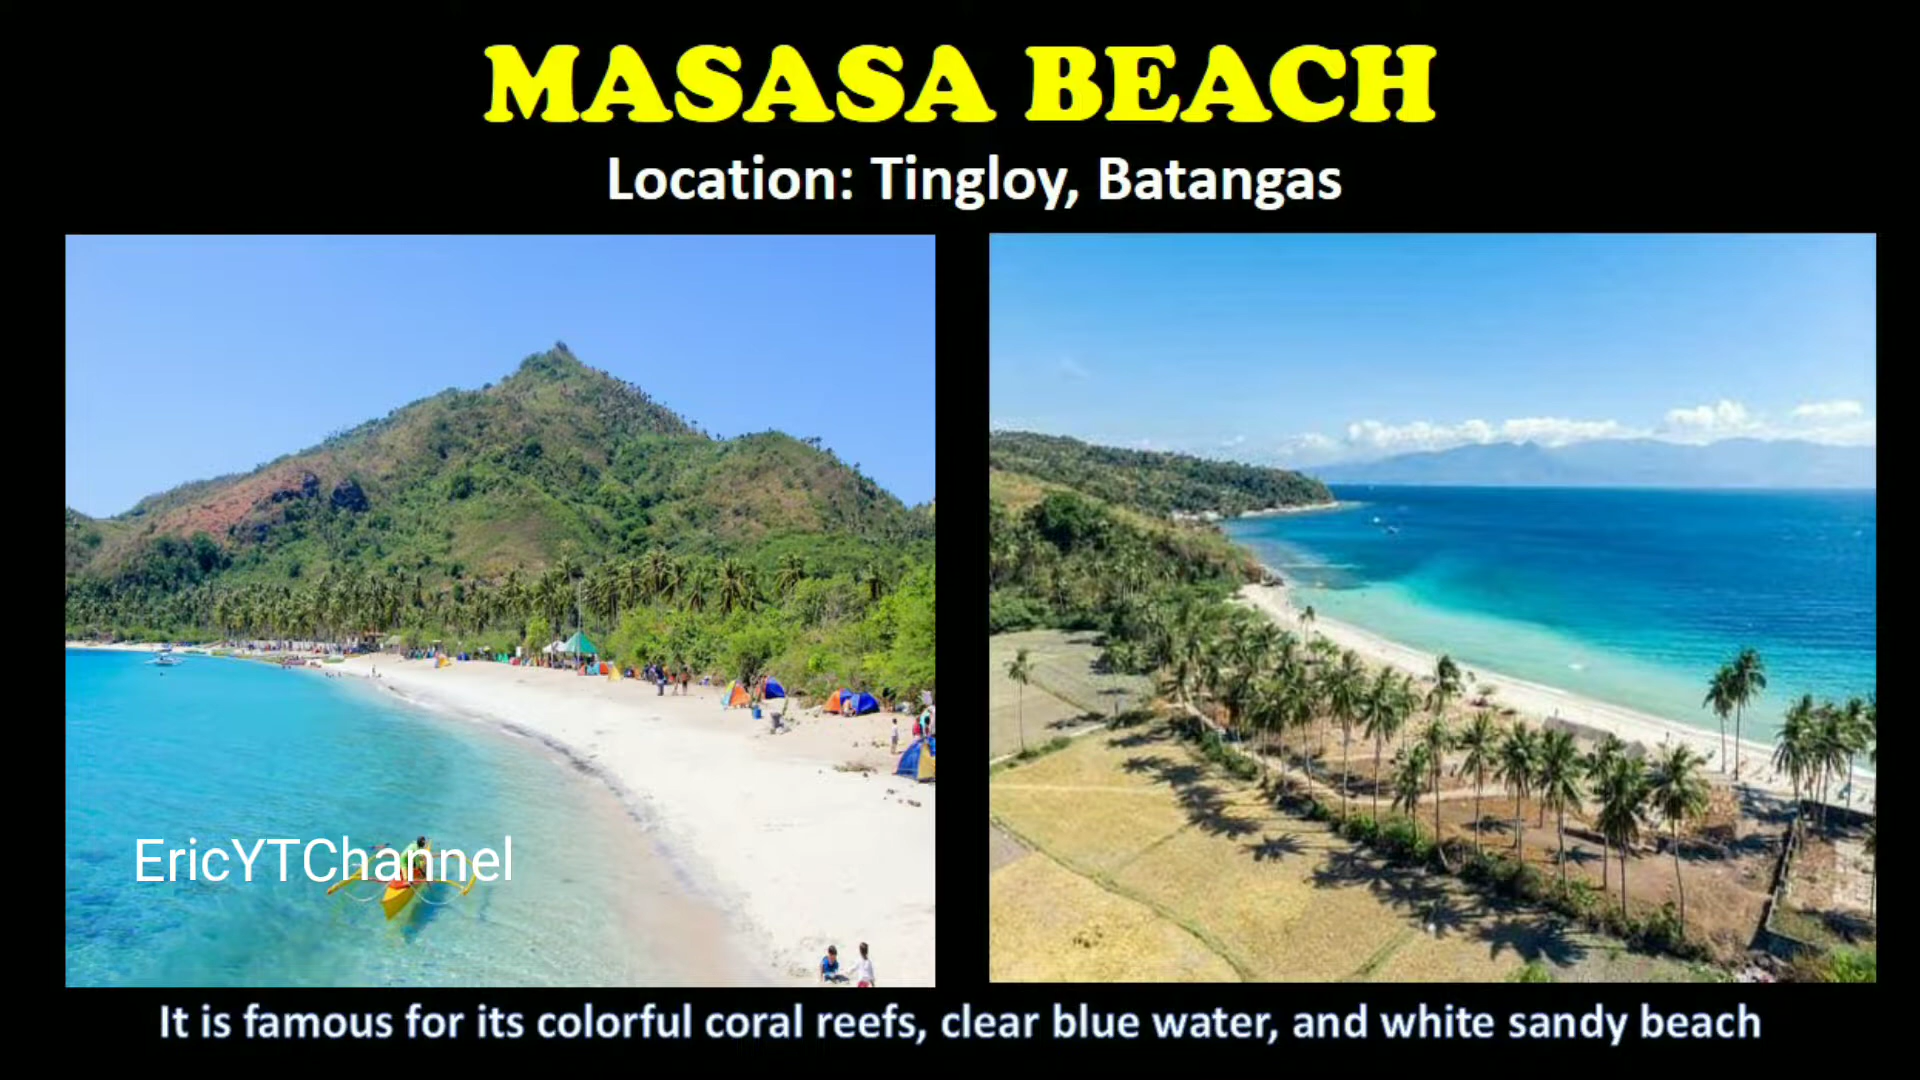 MASASA BEACH
Location: Tingloy, Batangas
EricYTChannel
It is famous for its colorful coral reefs, clear blue water, and white sandy beach